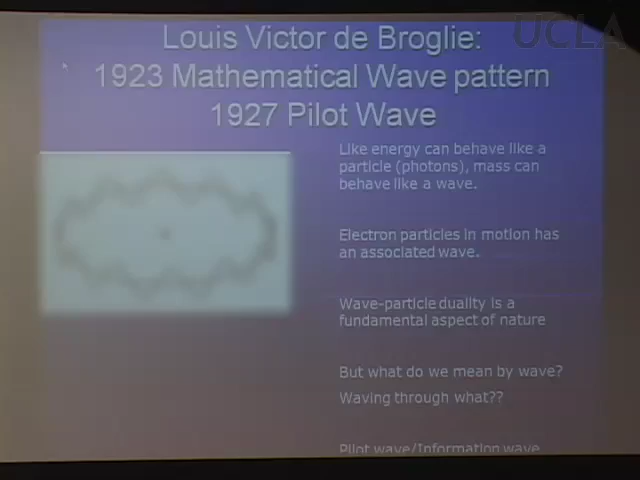 UCLA
Louis Victor de Broglie:
1923 Mathematical Wave pattern
1927 Pilot Wave
Like energy can behave like a
particle (photons), mass can
behave like a wave.
Electron particles in motion has
an associated wave.
Wave-particle duality is a
fundamental aspect of nature
But what do we mean by wave?
Waving through what??
Pilot wave/Information wave